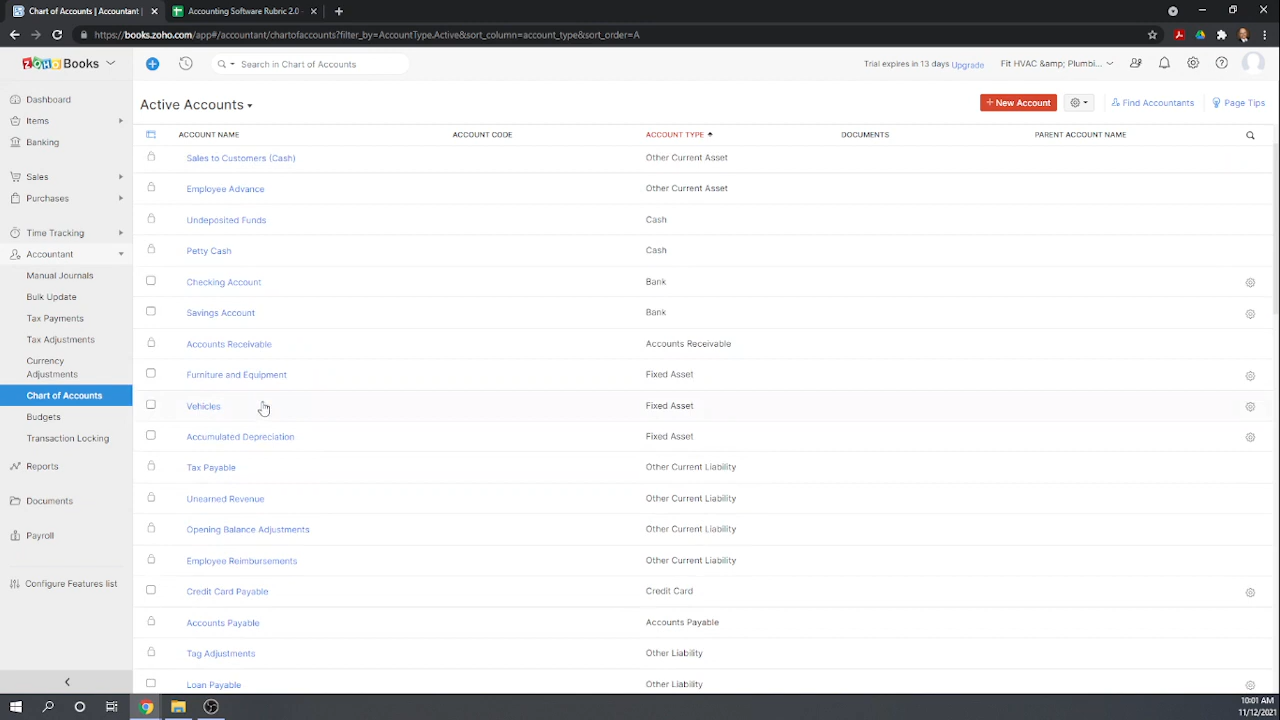 Chart of Accounts | Accountant |
Accounting Software Rubric 2.0 -
https://books.zoho.com/app#/accountant/chartofaccounts?filter_by=AccountType.Active&sort_column=account_type&sort_order=A
ZOHO Books
Search in Chart of Accounts
Trial expires in 13 days Upgrade
Fit HVAC &amp; Plumbi...
Dashboard
Items
Banking
Sales
Purchases
Time Tracking
Accountant
Manual Journals
Bulk Update
Tax Payments
Tax Adjustments
Currency
Adjustments
Chart of Accounts
Budgets
Transaction Locking
Reports
Documents
Payroll
Configure Features list
Active Accounts
+ New Account
Find Accountants
Page Tips
ACCOUNT NAME ACCOUNT CODE ACCOUNT TYPE DOCUMENTS PARENT ACCOUNT NAME
Sales to Customers (Cash) Other Current Asset
Employee Advance Other Current Asset
Undeposited Funds Cash
Petty Cash Cash
Checking Account Bank
Savings Account Bank
Accounts Receivable Accounts Receivable
Furniture and Equipment Fixed Asset
Vehicles Fixed Asset
Accumulated Depreciation Fixed Asset
Tax Payable Other Current Liability
Unearned Revenue Other Current Liability
Opening Balance Adjustments Other Current Liability
Employee Reimbursements Other Current Liability
Credit Card Payable Credit Card
Accounts Payable Accounts Payable
Tag Adjustments Other Liability
Loan Payable Other Liability
10:01 AM
11/12/2021